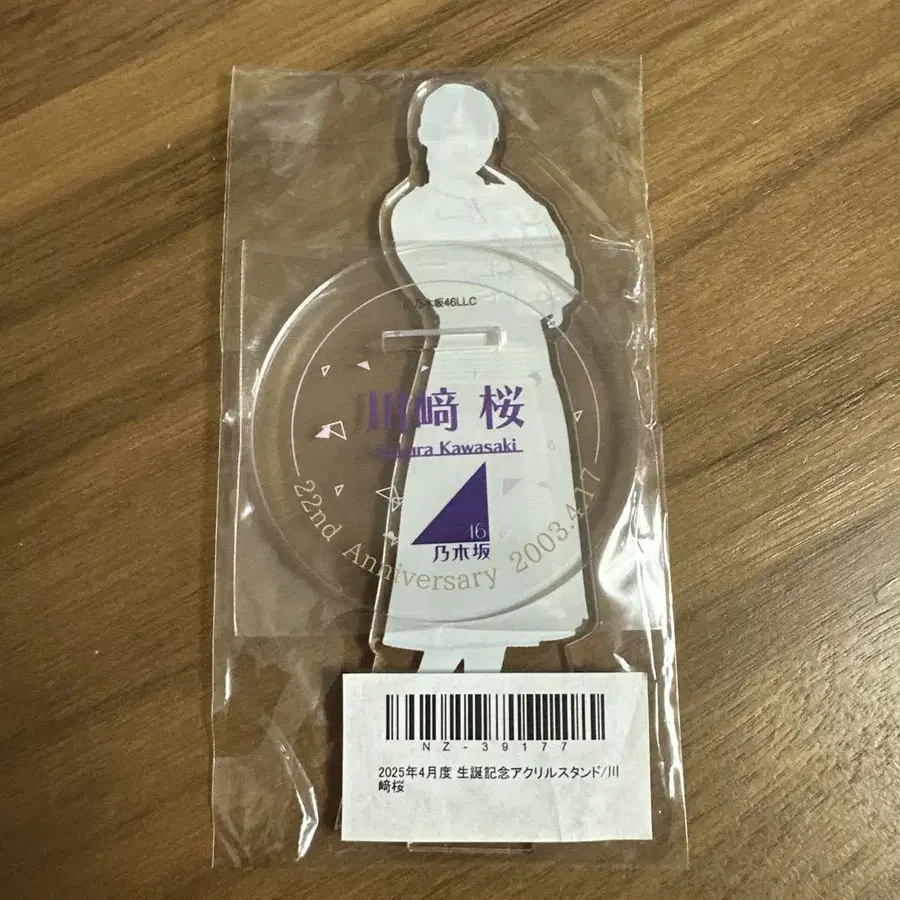 ©乃木坂46LLC
川﨑 桜
Sakura Kawasaki
46
乃木坂
22nd Anniversary 2003.4.17
NZ-39177
2025年4月度 生誕記念アクリルスタンド/川
﨑桜